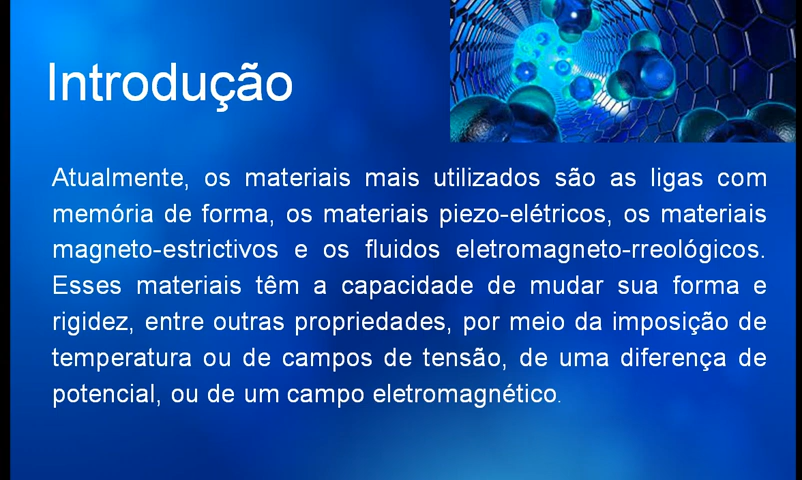 Introdução
Atualmente, os materiais mais utilizados são as ligas com
memória de forma, os materiais piezo-elétricos, os materiais
magneto-estrictivos e os fluidos eletromagneto-rreológicos.
Esses materiais têm a capacidade de mudar sua forma e
rigidez, entre outras propriedades, por meio da imposição de
temperatura ou de campos de tensão, de uma diferença de
potencial, ou de um campo eletromagnético.